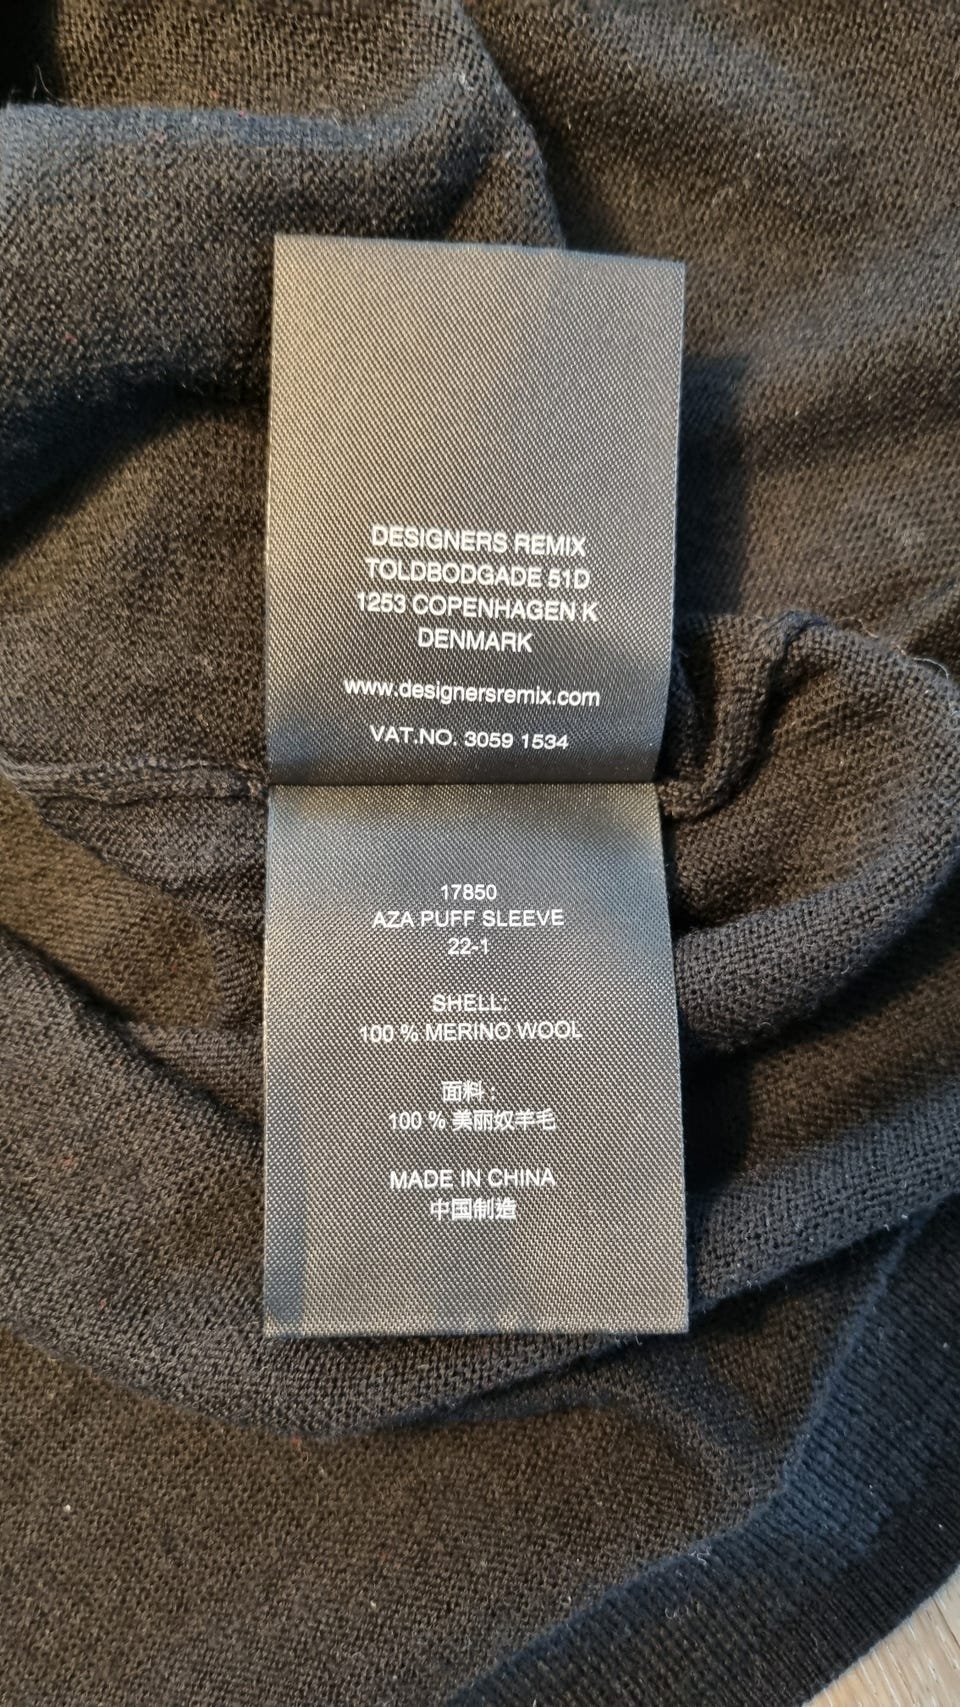 DESIGNERS REMIX
TOLDBODGADE 51D
1253 COPENHAGEN K
DENMARK
www.designersremix.com
VAT.NO. 3059 1534
17850
AZA PUFF SLEEVE
22-1
SHELL:
100 % MERINO WOOL
面料 :
100 % 美丽奴羊毛
MADE IN CHINA
中国制造